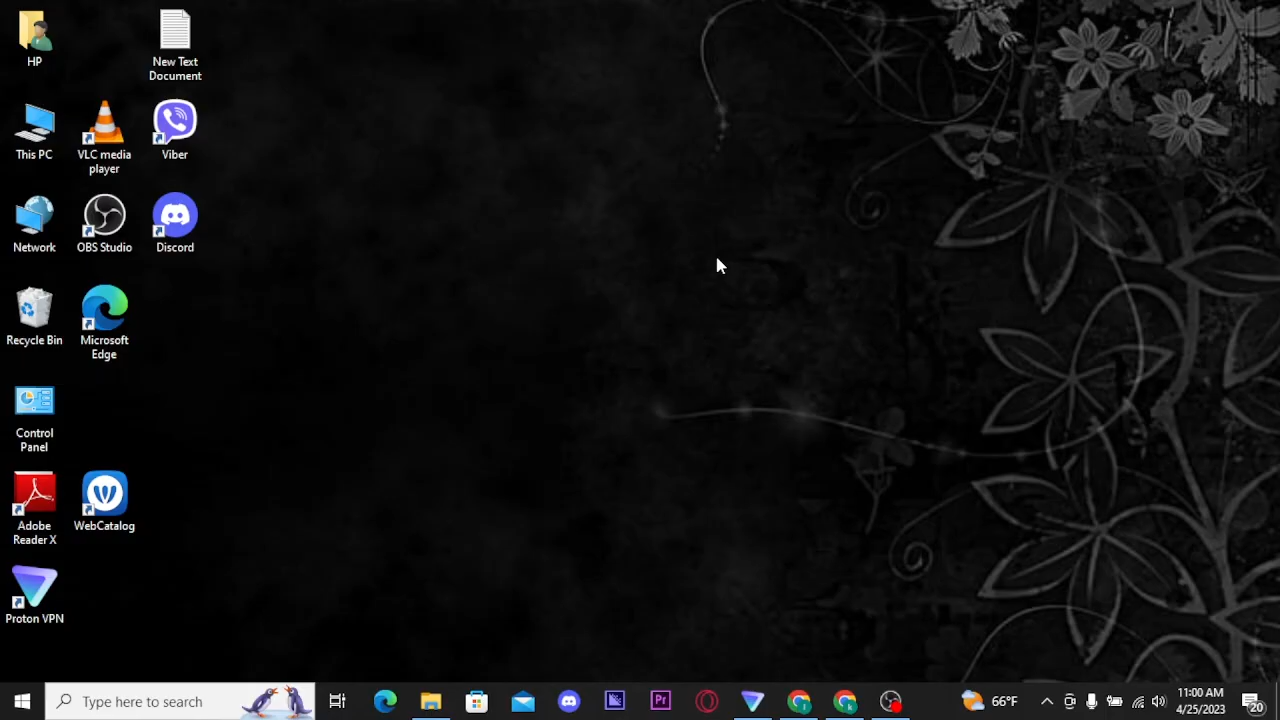 HP
New Text
Document
This PC
VLC media
player
Viber
Network
OBS Studio
Discord
Recycle Bin
Microsoft
Edge
Control
Panel
Adobe
Reader X
WebCatalog
Proton VPN
Type here to search
Pr
66°F
11:00 AM
4/25/2023
20